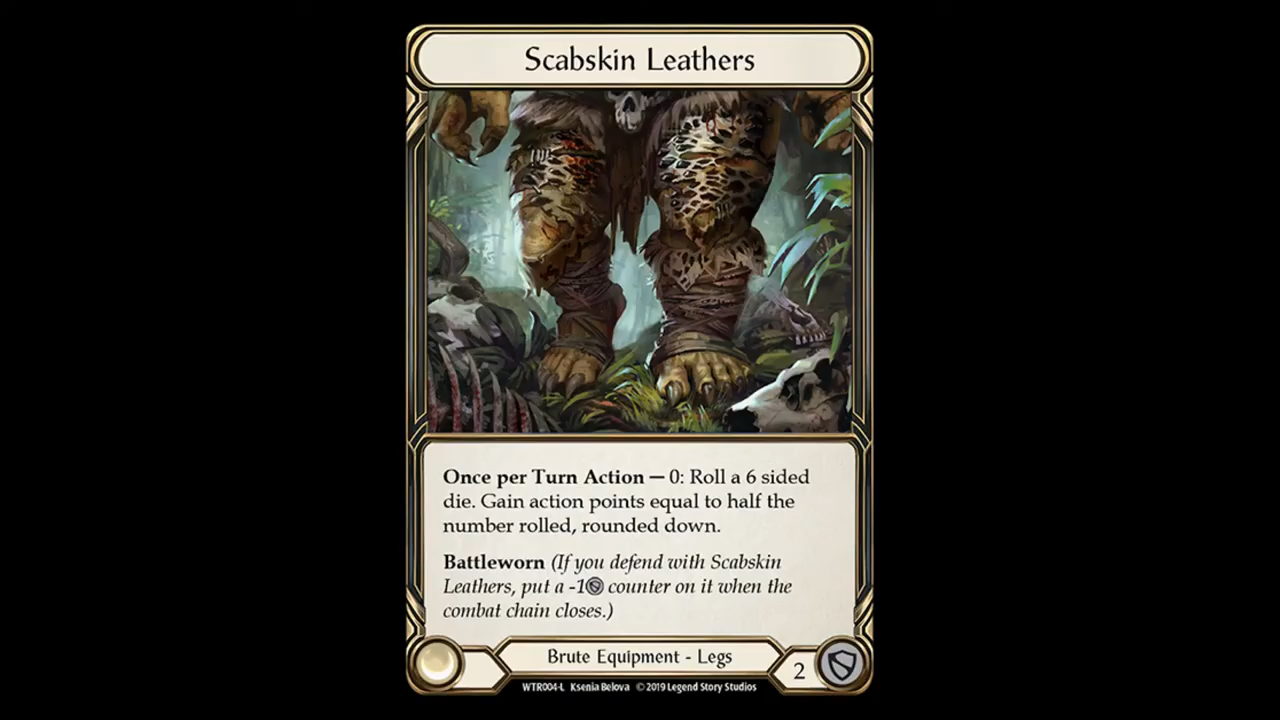 Scabskin Leathers
Once per Turn Action — 0: Roll a 6 sided
die. Gain action points equal to half the
number rolled, rounded down.
Battleworn (If you defend with Scabskin
Leathers, put a -1 counter on it when the
combat chain closes.)
Brute Equipment - Legs
2
WTR004-L Ksenia Belova © 2019 Legend Story Studios